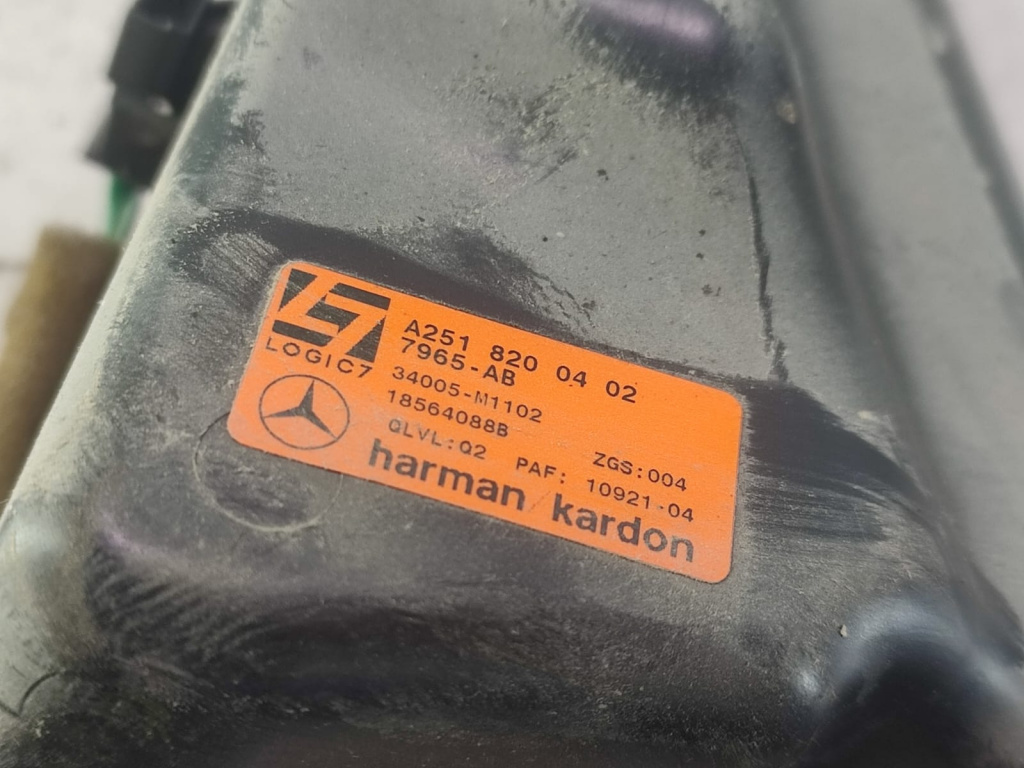 L7
LOGIC7
A251 820 04 02
7965-AB
34005-M1102
18564088B
QLVL:Q2 ZGS:004
PAF: 10921-04
harman/kardon